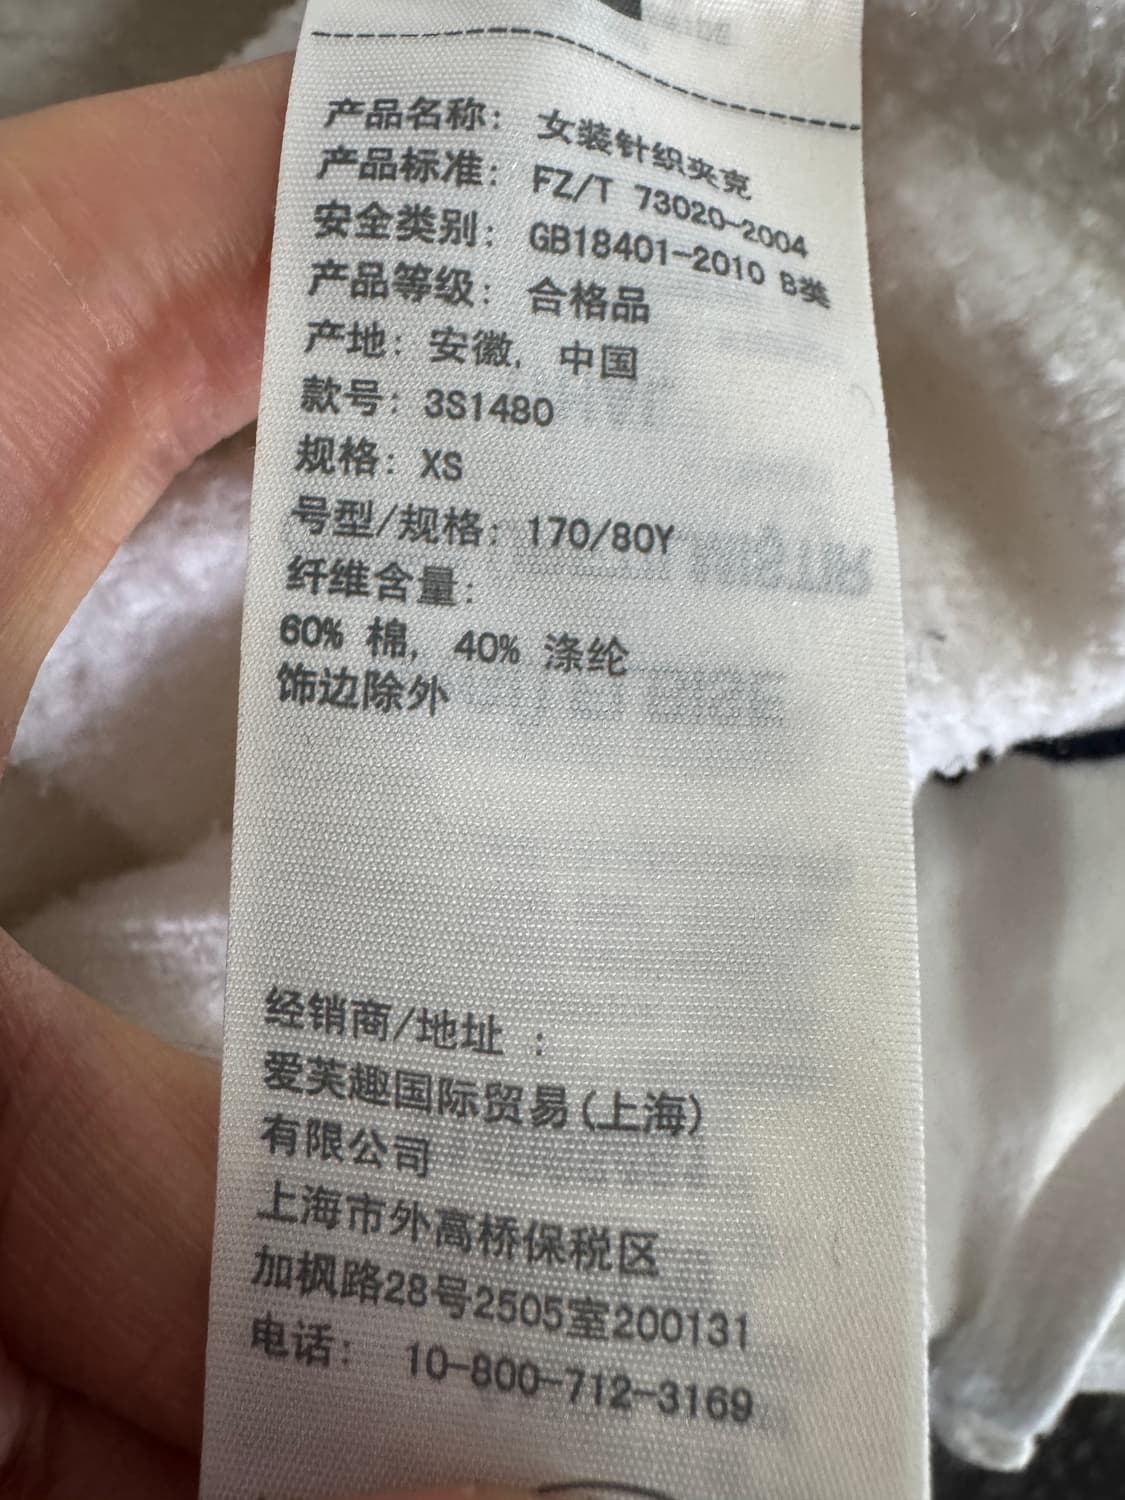 产品名称： 女装针织夹克
产品标准： FZ/T 73020-2004
安全类别： GB18401-2010 B类
产品等级： 合格品
产地： 安徽, 中国
款号： 3S1480
规格： XS
号型/规格： 170/80Y
纤维含量：
60% 棉, 40% 涤纶
饰边除外
经销商/地址 ：
爱芙趣国际贸易(上海)
有限公司
上海市外高桥保税区
加枫路28号2505室200131
电话： 10-800-712-3169